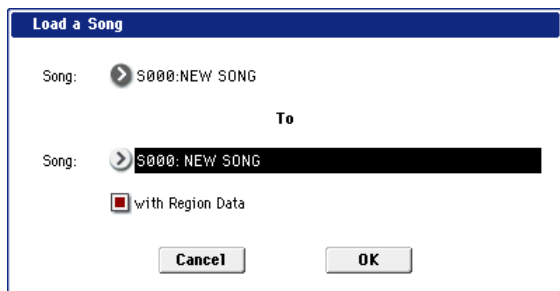 Load a Song
Song: S000:NEW SONG
To
Song: S000: NEW SONG
with Region Data
Cancel OK